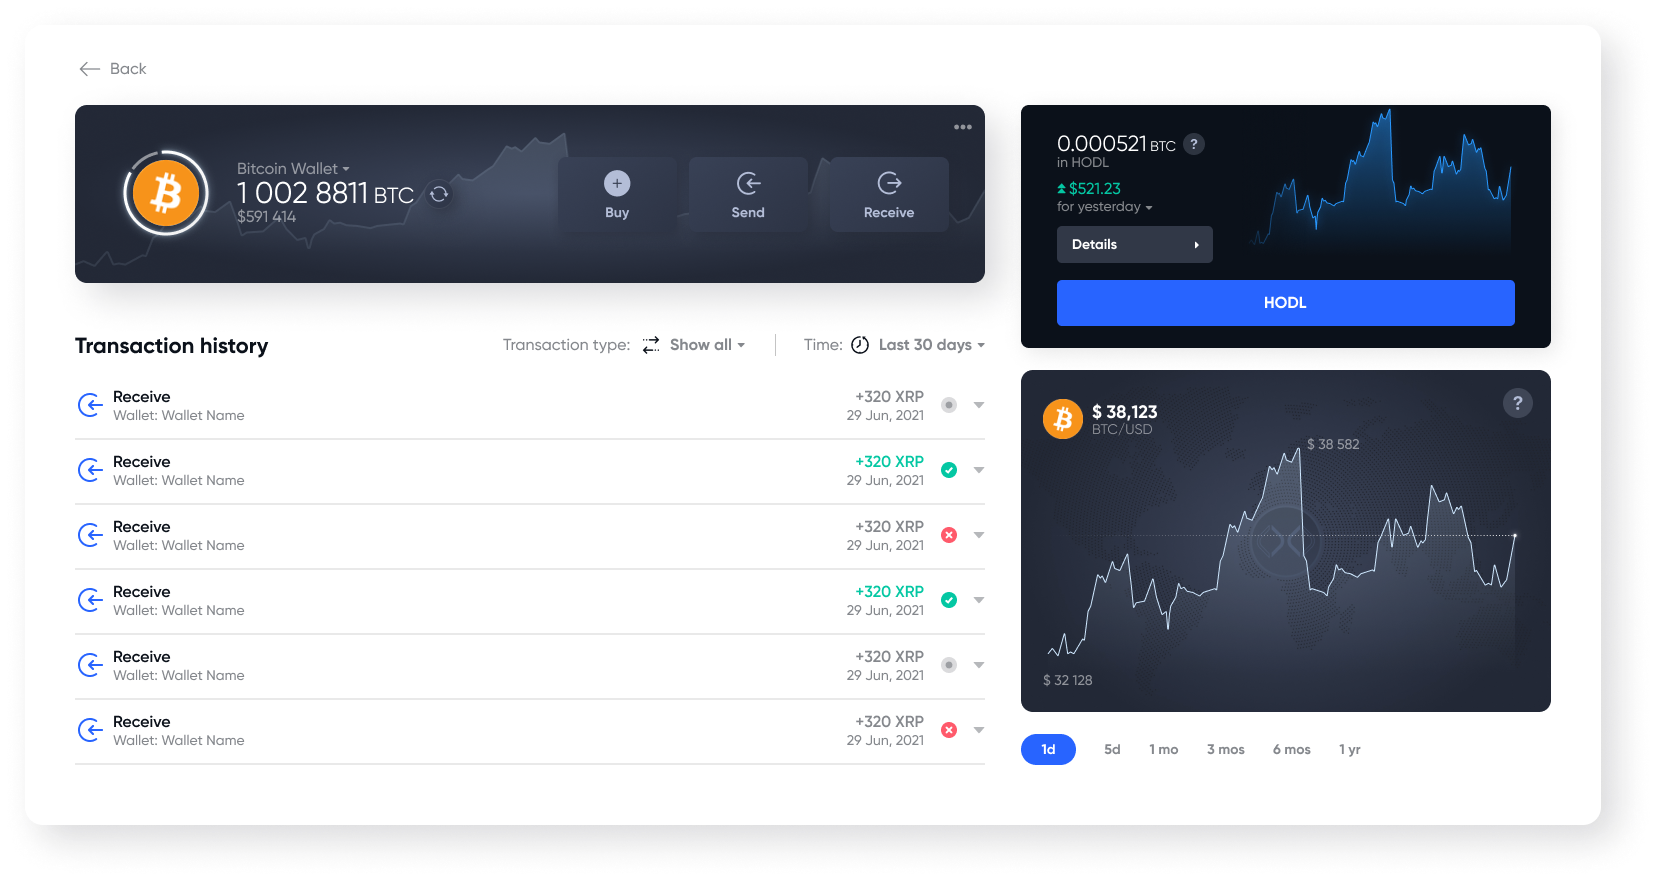 Back
Bitcoin Wallet
1 002 8811 BTC
$591 414
Buy
Send
Receive
0.000521 BTC ?
in HODL
$521.23
for yesterday
Details
HODL
Transaction history
Transaction type: Show all
Time: Last 30 days
Receive +320 XRP
Wallet: Wallet Name 29 Jun, 2021
Receive +320 XRP
Wallet: Wallet Name 29 Jun, 2021
Receive +320 XRP
Wallet: Wallet Name 29 Jun, 2021
Receive +320 XRP
Wallet: Wallet Name 29 Jun, 2021
Receive +320 XRP
Wallet: Wallet Name 29 Jun, 2021
Receive +320 XRP
Wallet: Wallet Name 29 Jun, 2021
$ 38,123 ?
BTC/USD
$ 38 582
$ 32 128
1d 5d 1 mo 3 mos 6 mos 1 yr